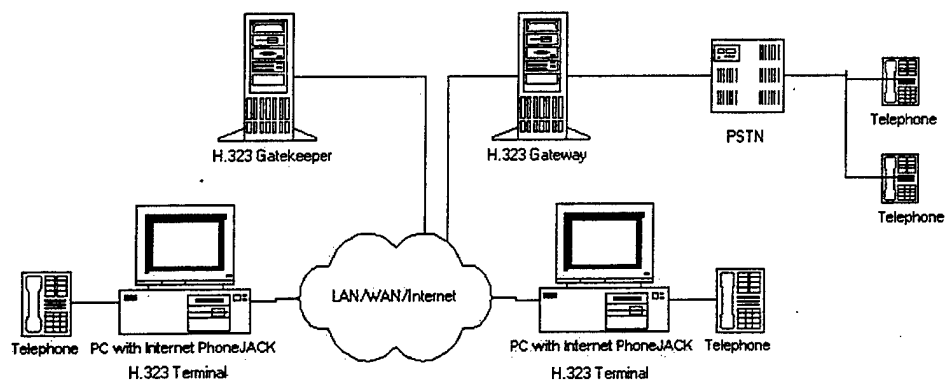 H.323 Gatekeeper
H.323 Gateway
PSTN
Telephone
Telephone
LAN/WAN/Internet
Telephone
PC with Internet PhoneJACK
H.323 Terminal
PC with Internet PhoneJACK
Telephone
H.323 Terminal